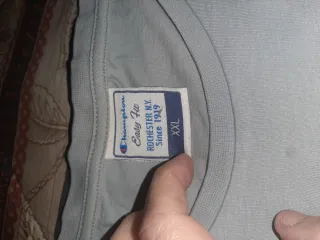 Champion
Easy Fit
ROCHESTER N.Y.
Since 1919
XXL